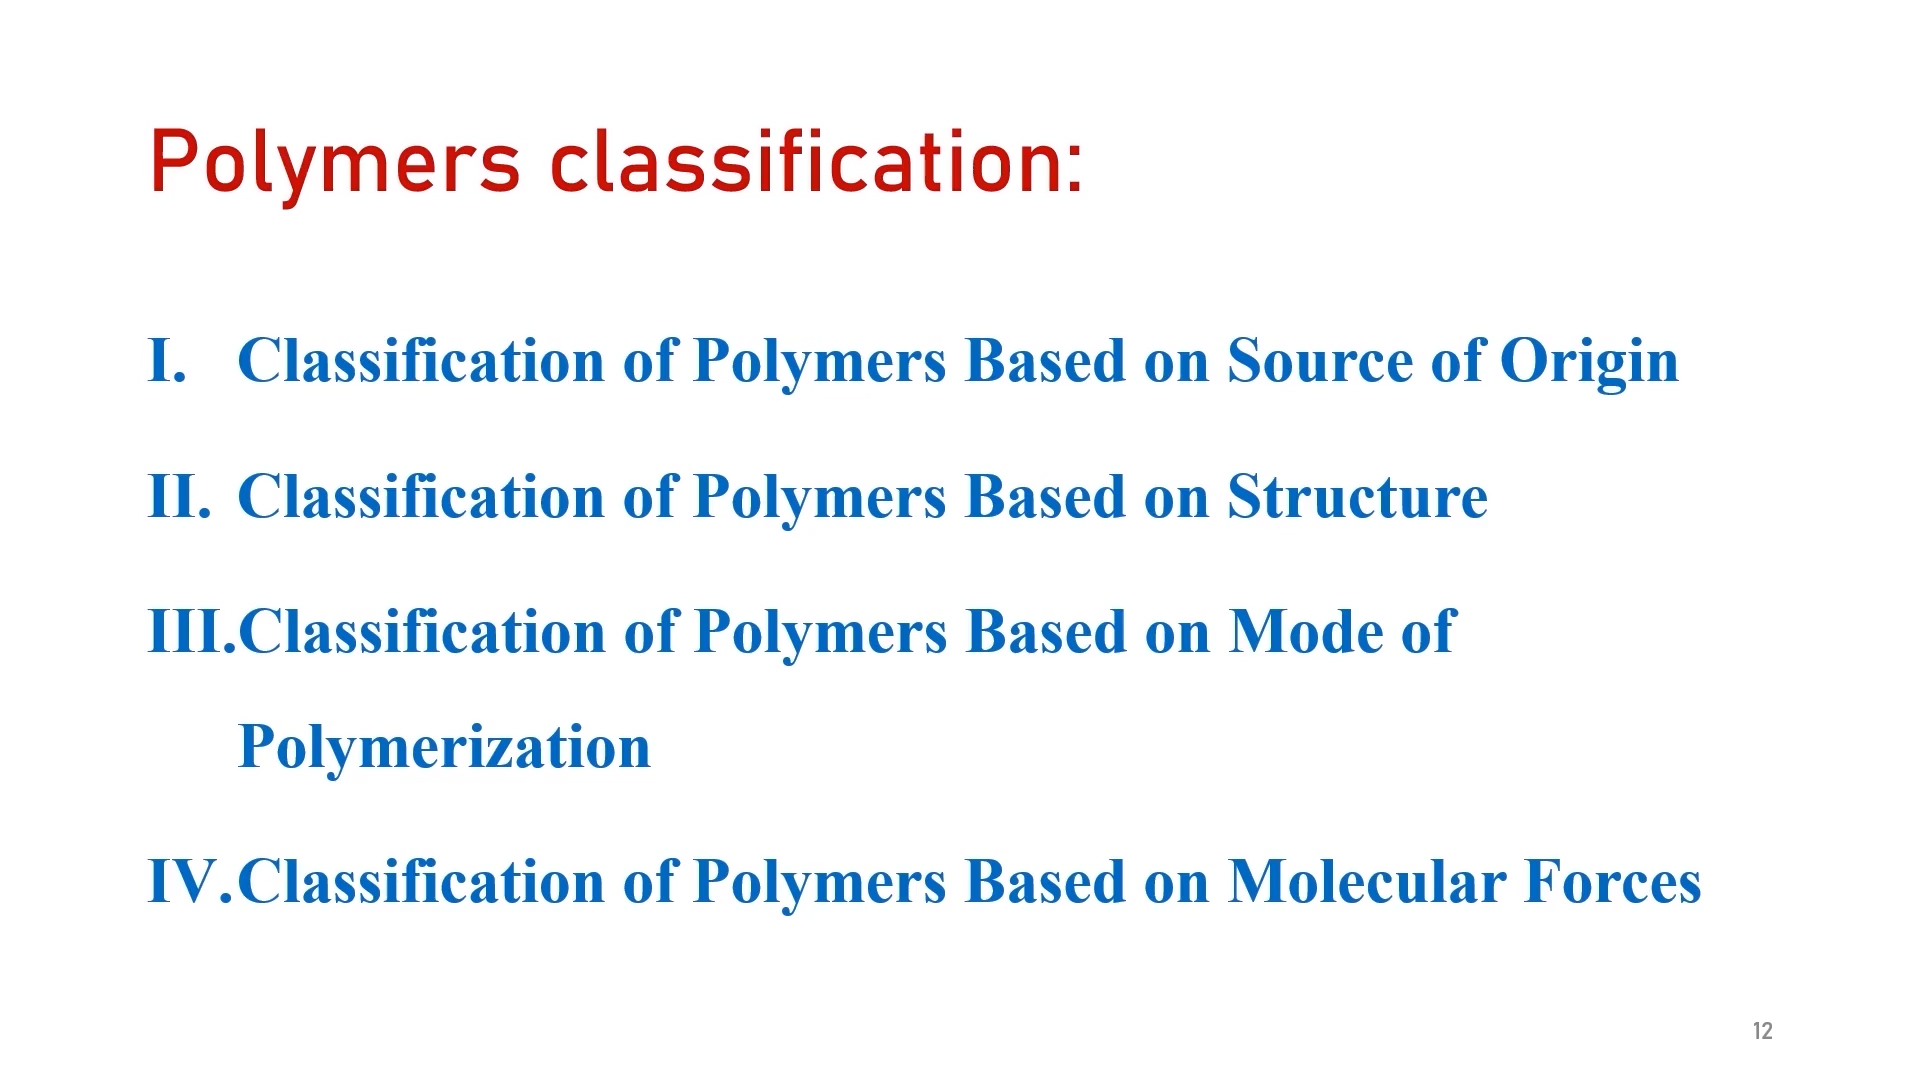 Polymers classification:
I. Classification of Polymers Based on Source of Origin
II. Classification of Polymers Based on Structure
III.Classification of Polymers Based on Mode of
Polymerization
IV.Classification of Polymers Based on Molecular Forces
12